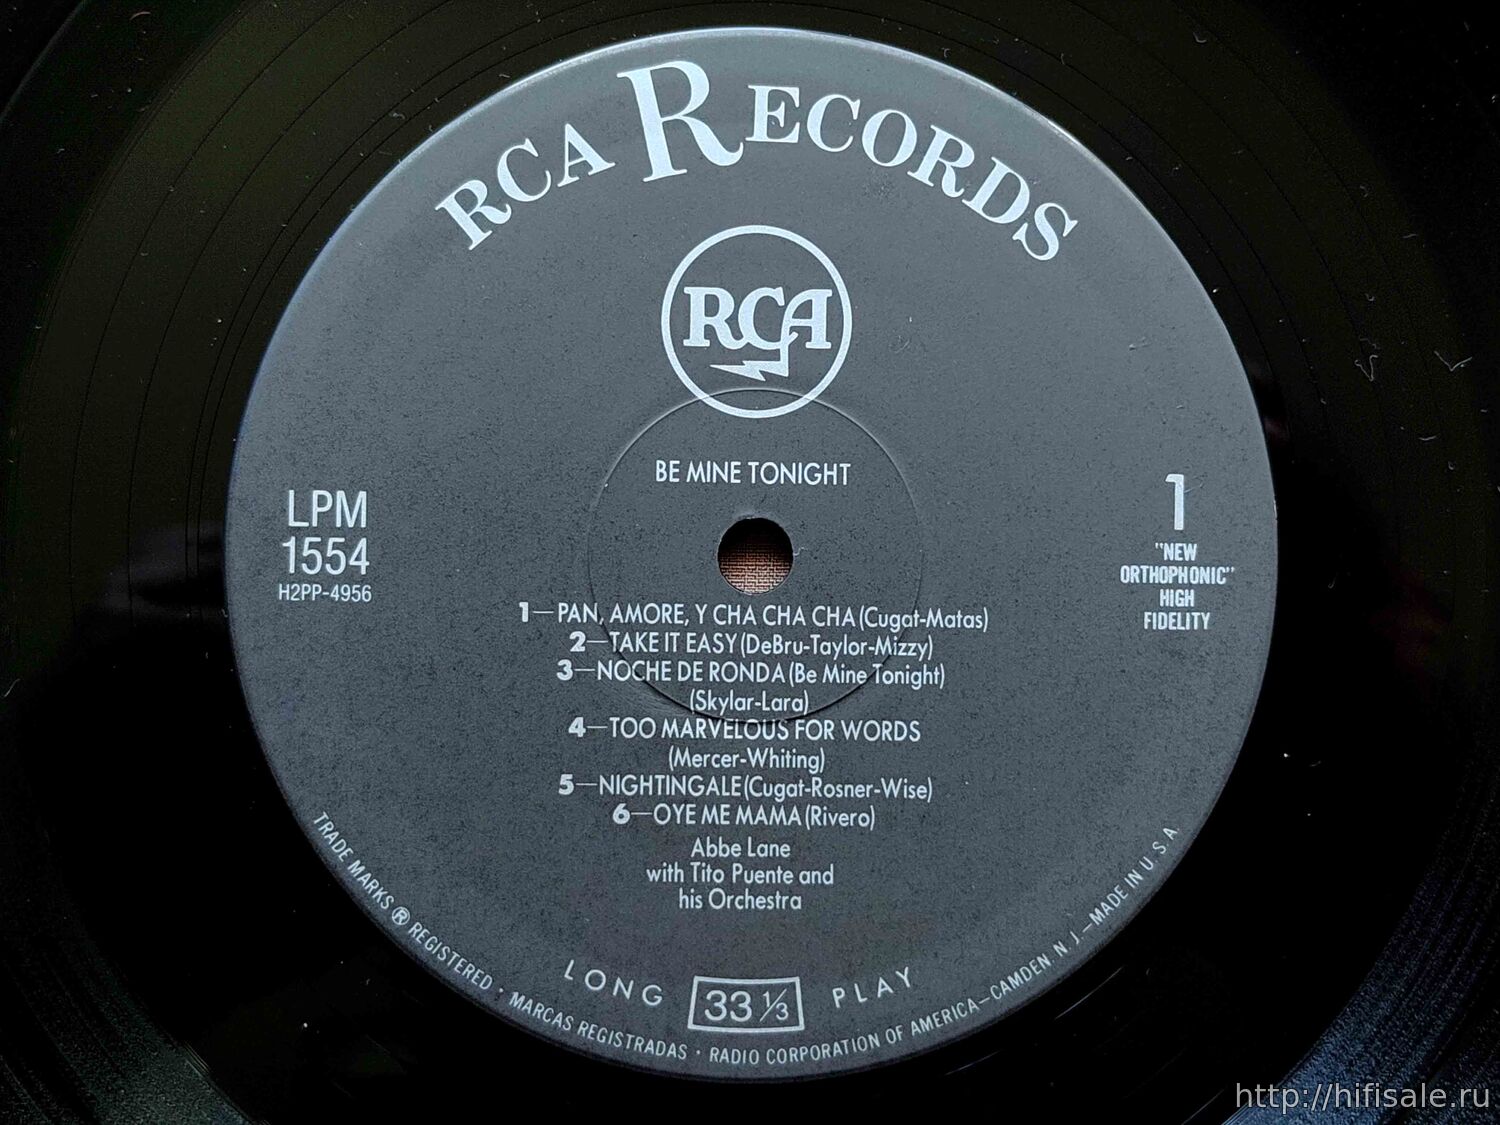 RCA RECORDS
RCA
BE MINE TONIGHT
LPM
1554
H2PP-4956
1
"NEW
ORTHOPHONIC"
HIGH
FIDELITY
1—PAN, AMORE, Y CHA CHA CHA (Cugat-Matas)
2—TAKE IT EASY (DeBru-Taylor-Mizzy)
3—NOCHE DE RONDA (Be Mine Tonight)
(Skylar-Lara)
4—TOO MARVELOUS FOR WORDS
(Mercer-Whiting)
5—NIGHTINGALE (Cugat-Rosner-Wise)
6—OYE ME MAMA (Rivero)
Abbe Lane
with Tito Puente and
his Orchestra
LONG 33 1/3 PLAY
TRADE MARKS ® REGISTERED · MARCAS REGISTRADAS · RADIO CORPORATION OF AMERICA—CAMDEN, N. J.—MADE IN U. S. A.
http://hifisale.ru